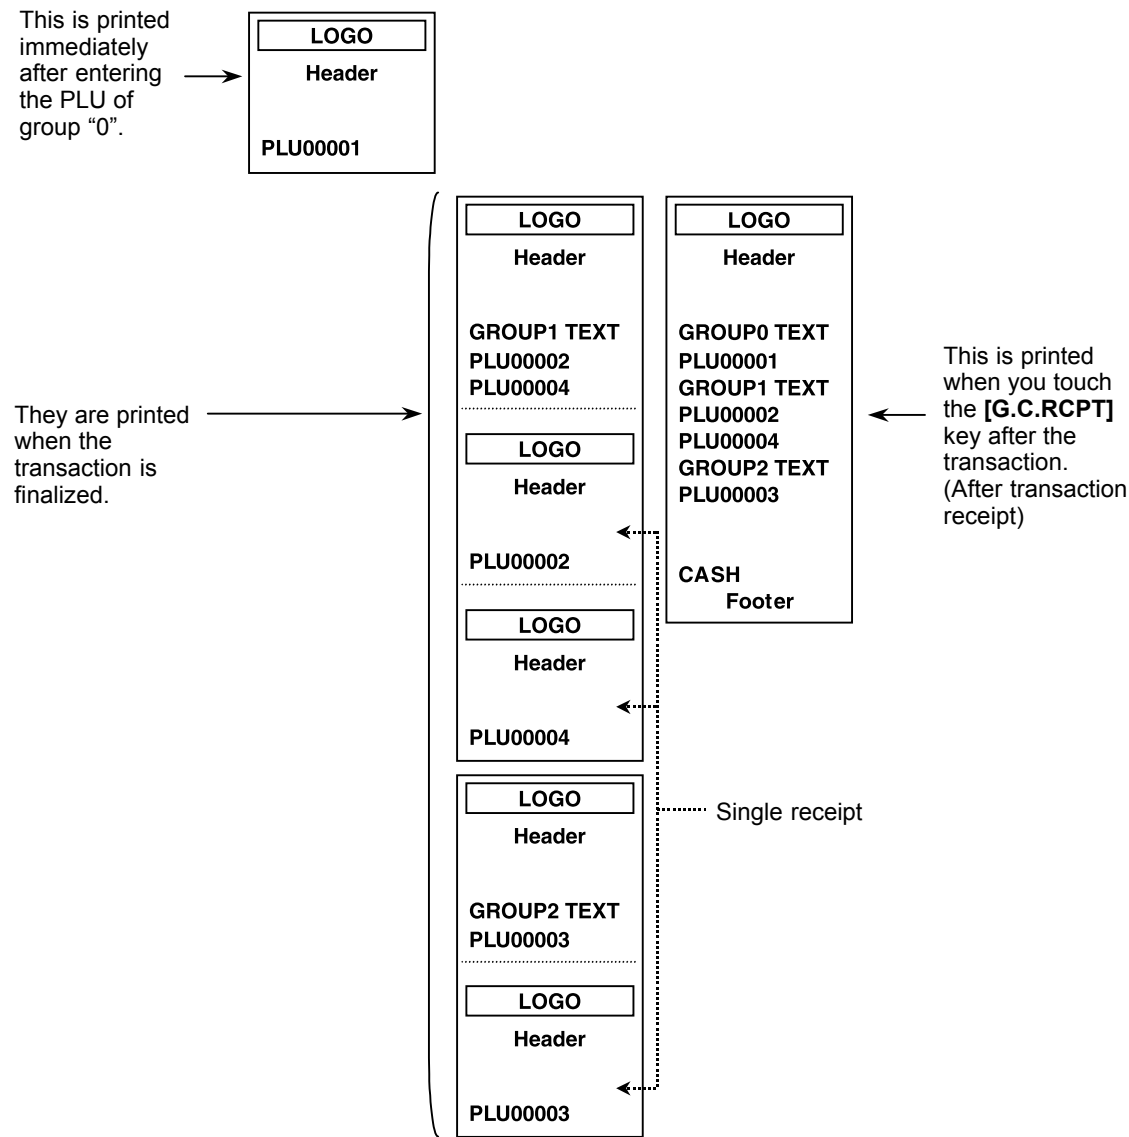 This is printed
immediately
after entering
the PLU of
group “0”.
LOGO
Header
PLU00001
They are printed
when the
transaction is
finalized.
LOGO
Header
GROUP1 TEXT
PLU00002
PLU00004
LOGO
Header
PLU00002
LOGO
Header
PLU00004
LOGO
Header
GROUP2 TEXT
PLU00003
LOGO
Header
PLU00003
LOGO
Header
GROUP0 TEXT
PLU00001
GROUP1 TEXT
PLU00002
PLU00004
GROUP2 TEXT
PLU00003
CASH
Footer
This is printed
when you touch
the [G.C.RCPT]
key after the
transaction.
(After transaction
receipt)
Single receipt